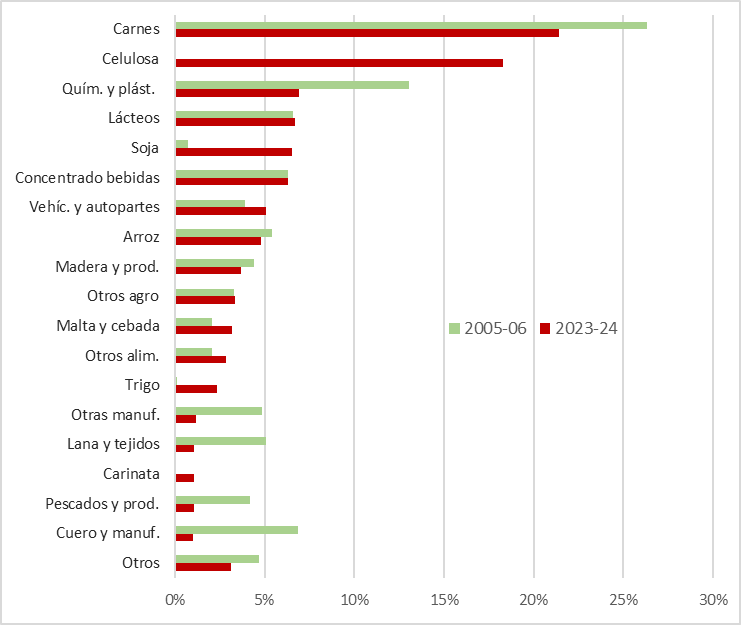 Carnes
Celulosa
Quím. y plást.
Lácteos
Soja
Concentrado bebidas
Vehíc. y autopartes
Arroz
Madera y prod.
Otros agro
Malta y cebada
Otros alim.
Trigo
Otras manuf.
Lana y tejidos
Carinata
Pescados y prod.
Cuero y manuf.
Otros
2005-06 2023-24
0% 5% 10% 15% 20% 25% 30%